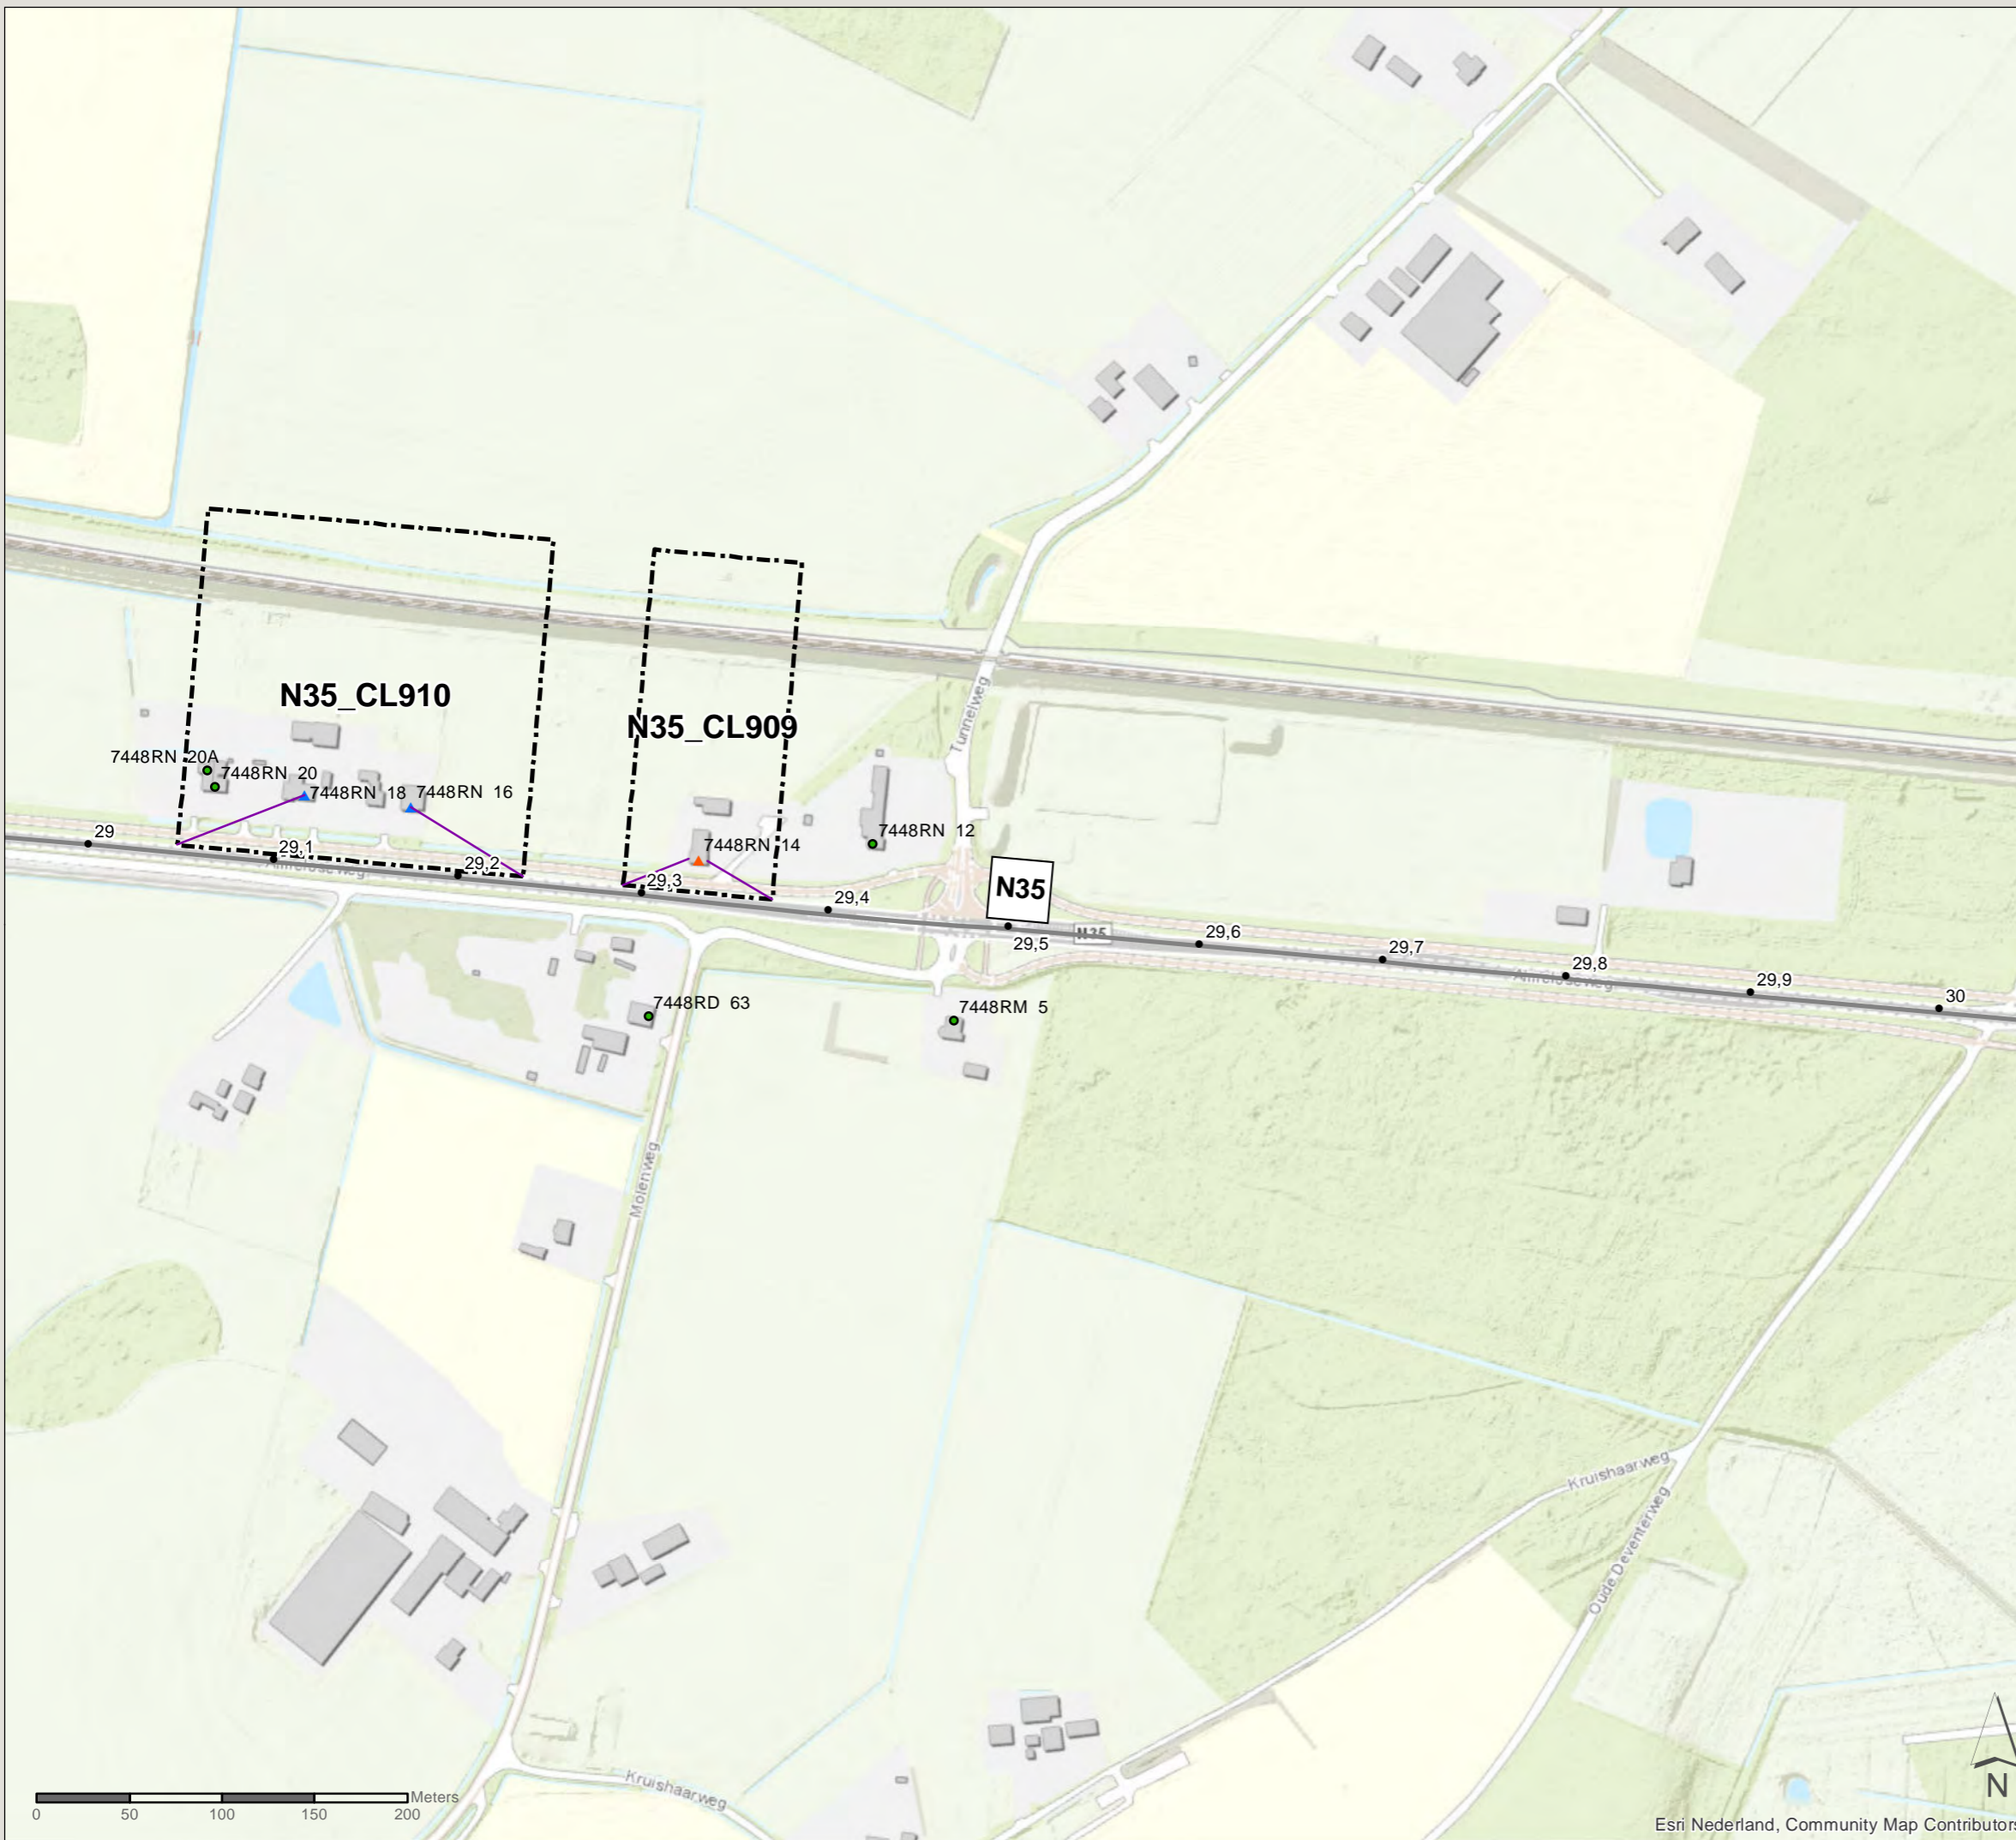 Tunnelweg
N35_CL910
N35_CL909
7448RN 20A
7448RN 20
7448RN 18
7448RN 16
7448RN 12
7448RN 14
29
29,1
29,2
29,3
29,4
N35
29,5
N35
29,6
29,7
29,8
29,9
30
7448RD 63
7448RM 5
Molenweg
Kruishaarweg
Oude Deventerweg
Kruishaarweg
Meters
0 50 100 150 200
N
Esri Nederland, Community Map Contributors